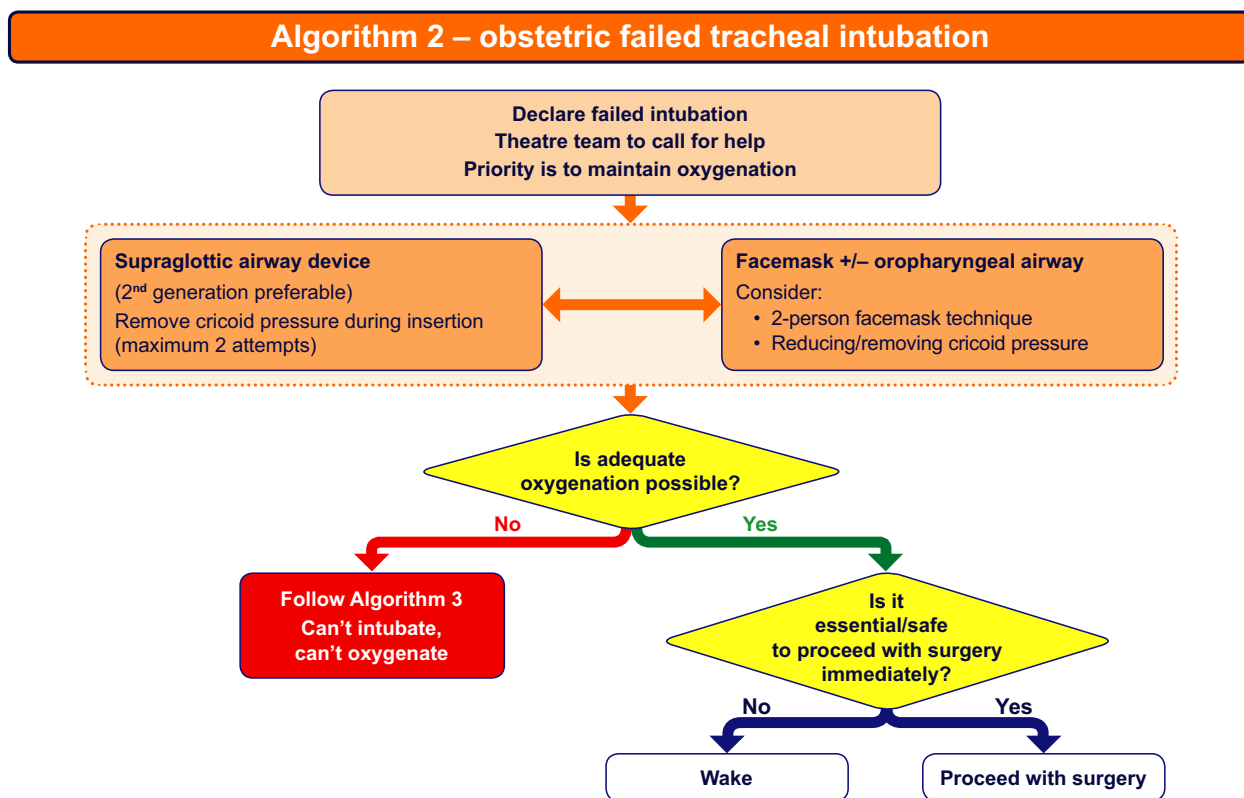 Algorithm 2 – obstetric failed tracheal intubation
Declare failed intubation
Theatre team to call for help
Priority is to maintain oxygenation
Supraglottic airway device
(2nd generation preferable)
Remove cricoid pressure during insertion
(maximum 2 attempts)
Facemask +/– oropharyngeal airway
Consider:
• 2-person facemask technique
• Reducing/removing cricoid pressure
Is adequate
oxygenation possible?
No
Yes
Follow Algorithm 3
Can’t intubate,
can’t oxygenate
Is it
essential/safe
to proceed with surgery
immediately?
No
Yes
Wake
Proceed with surgery